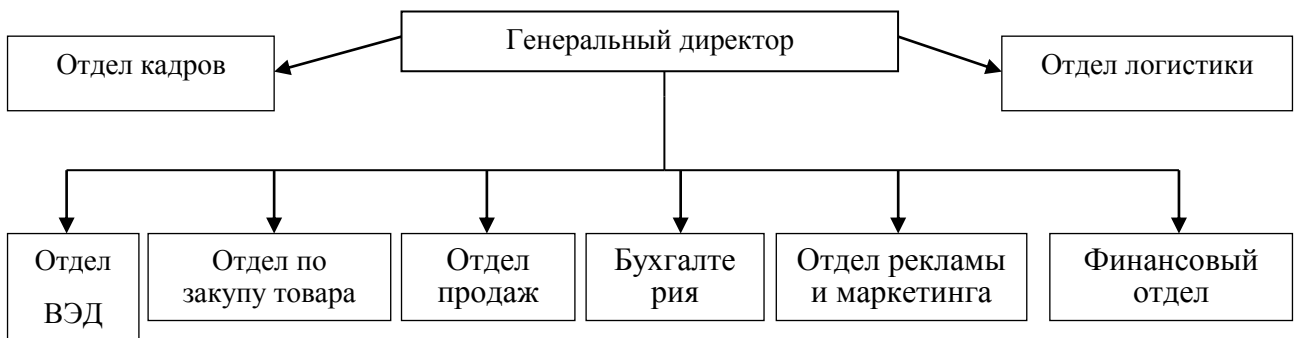 Генеральный директор
Отдел кадров
Отдел логистики
Отдел
ВЭД
Отдел по
закупу товара
Отдел
продаж
Бухгалте
рия
Отдел рекламы
и маркетинга
Финансовый
отдел